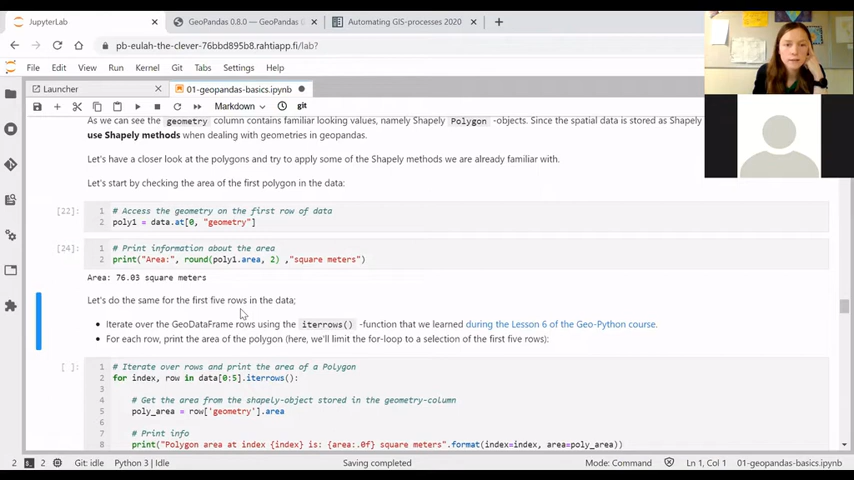 JupyterLab
GeoPandas 0.8.0 — GeoPandas 0.8.0
Automating GIS-processes 2020
pb-eulah-the-clever-76bbd895b8.rahtiapp.fi/lab?
File Edit View Run Kernel Git Tabs Settings Help
Launcher
01-geopandas-basics.ipynb
Markdown
git
As we can see the geometry column contains familiar looking values, namely Shapely Polygon -objects. Since the spatial data is stored as Shapely
use Shapely methods when dealing with geometries in geopandas.
Let's have a closer look at the polygons and try to apply some of the Shapely methods we are already familiar with.
Let's start by checking the area of the first polygon in the data:
[22]: 1 # Access the geometry on the first row of data
2 poly1 = data.at[0, "geometry"]
[24]: 1 # Print information about the area
2 print("Area:", round(poly1.area, 2) ,"square meters")
Area: 76.03 square meters
Let's do the same for the first five rows in the data;
• Iterate over the GeoDataFrame rows using the iterrows() -function that we learned during the Lesson 6 of the Geo-Python course.
• For each row, print the area of the polygon (here, we'll limit the for-loop to a selection of the first five rows):
[ ]: 1 # Iterate over rows and print the area of a Polygon
2 for index, row in data[0:5].iterrows():
3
4 # Get the area from the shapely-object stored in the geometry-column
5 poly_area = row['geometry'].area
6
7 # Print info
8 print("Polygon area at index {index} is: {area:.0f} square meters".format(index=index, area=poly_area))
2 2 Git: idle Python 3 | Idle Saving completed Mode: Command Ln 1, Col 1 01-geopandas-basics.ipynb